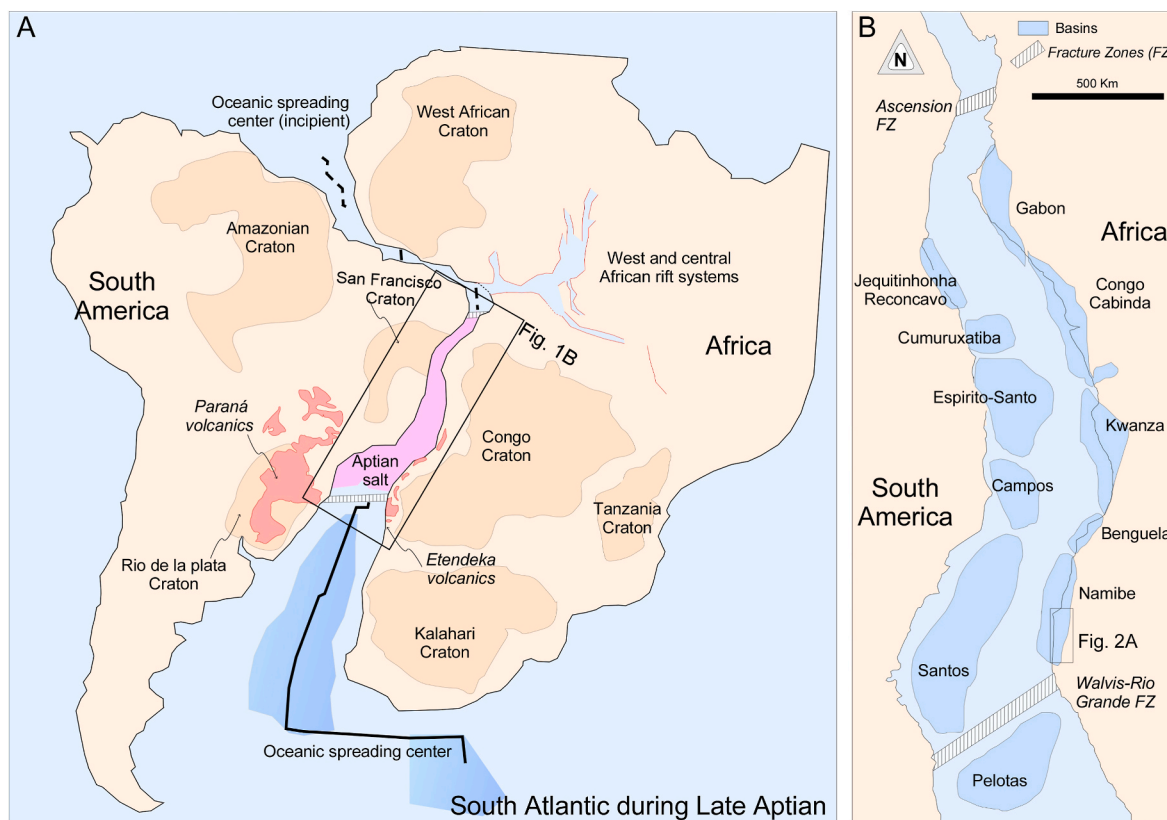 A
Oceanic spreading
center (incipient)
West African
Craton
Amazonian
Craton
South
America
San Francisco
Craton
West and central
African rift systems
Fig. 1B
Africa
Paraná
volcanics
Aptian
salt
Congo
Craton
Tanzania
Craton
Rio de la plata
Craton
Etendeka
volcanics
Kalahari
Craton
Oceanic spreading center
South Atlantic during Late Aptian
B
N
Basins
Fracture Zones (FZ
500 Km
Ascension
FZ
Gabon
Africa
Jequitinhonha
Reconcavo
Congo
Cabinda
Cumuruxatiba
Espirito-Santo
Kwanza
Campos
South
America
Benguela
Namibe
Fig. 2A
Santos
Walvis-Rio
Grande FZ
Pelotas